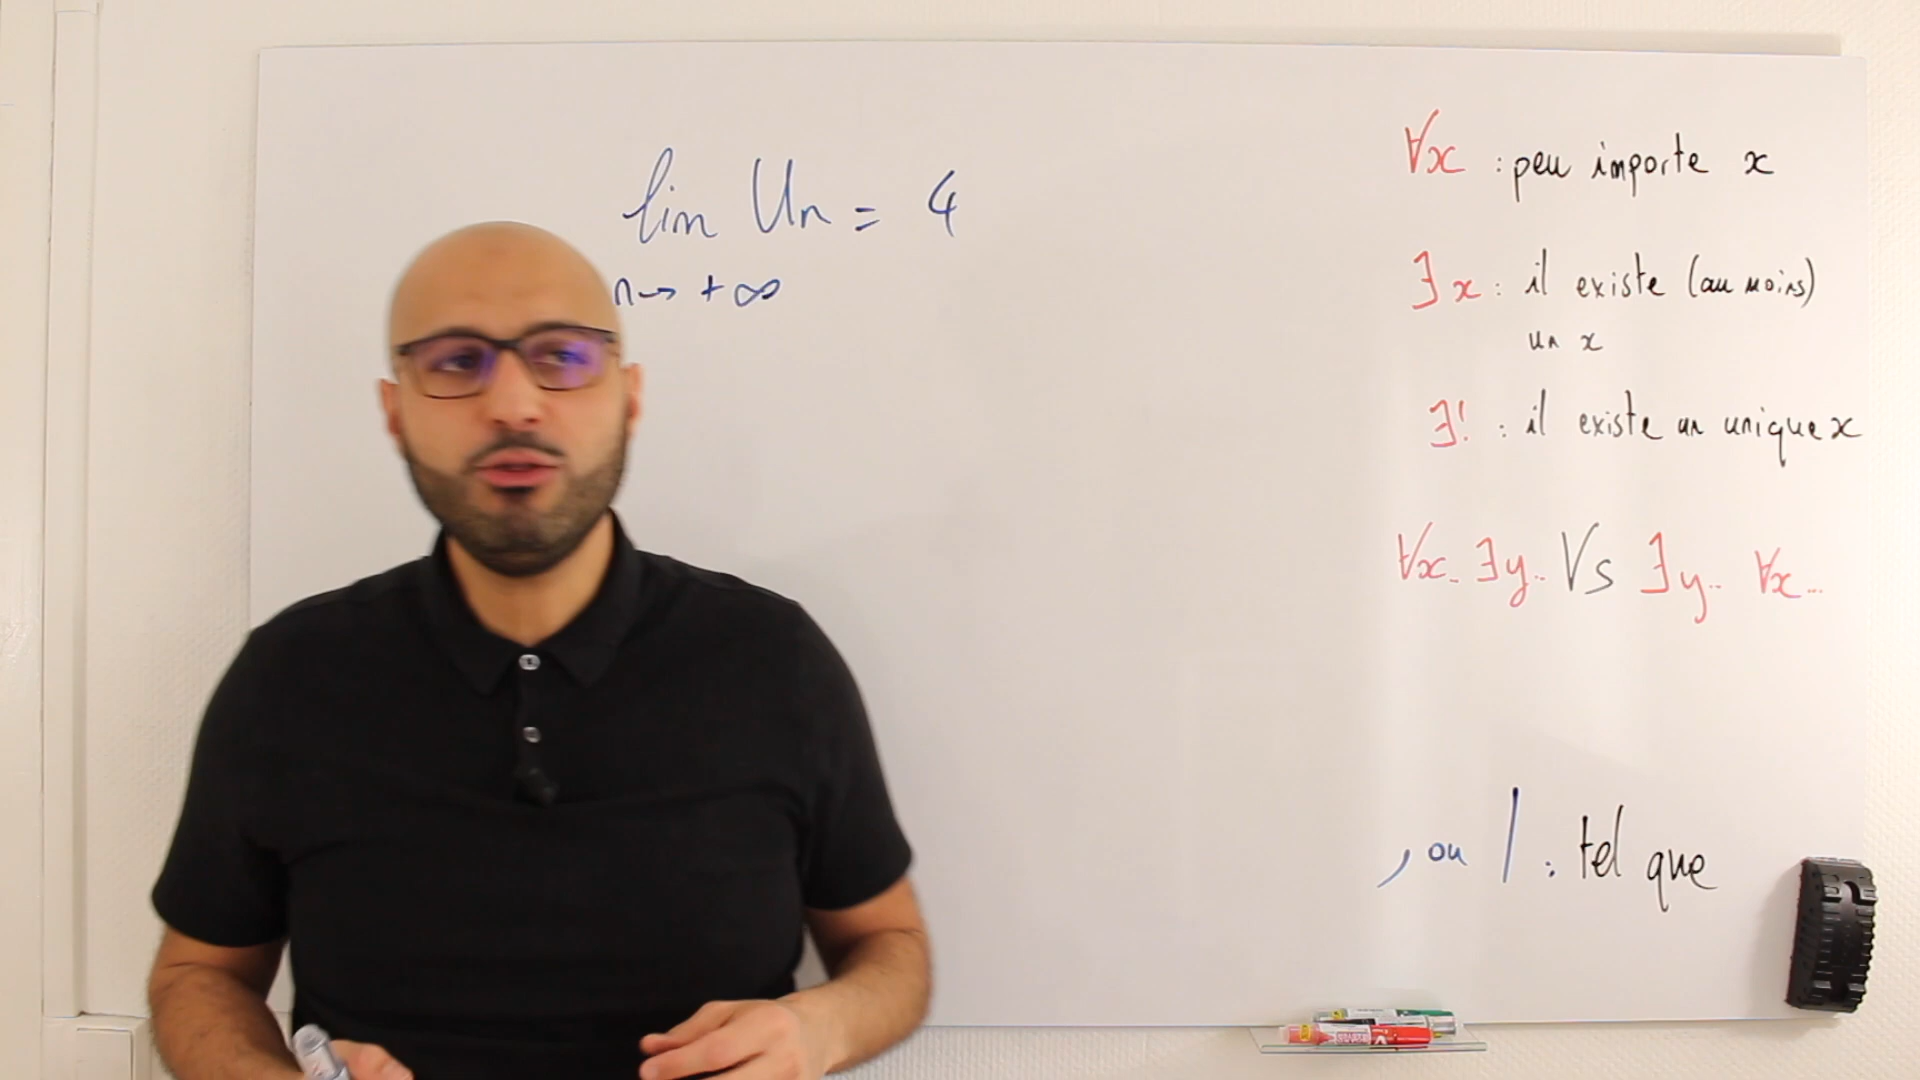 lim Un = 4
n→ +∞
∀x : peu importe x
∃x : il existe (au moins)
un x
∃! : il existe un unique x
∀x.. ∃y.. Vs ∃y.. ∀x...
, ou / : tel que